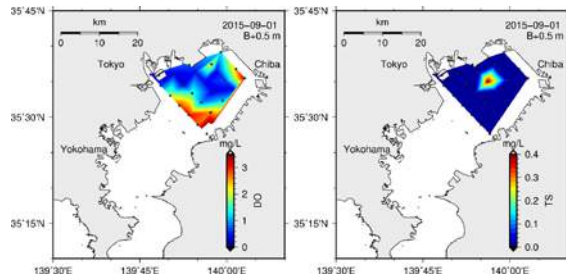 35°45'N
35°30'N
35°15'N
km
0 10 20
2015-09-01
B+0.5 m
Tokyo
Chiba
Yokohama
mg/L
3
2
1
0
DO
139°30'E
139°45'E
140°00'E
km
0 10 20
2015-09-01
B+0.5 m
Tokyo
Chiba
Yokohama
mg/L
0.4
0.3
0.2
0.1
0.0
TS
139°30'E
139°45'E
140°00'E